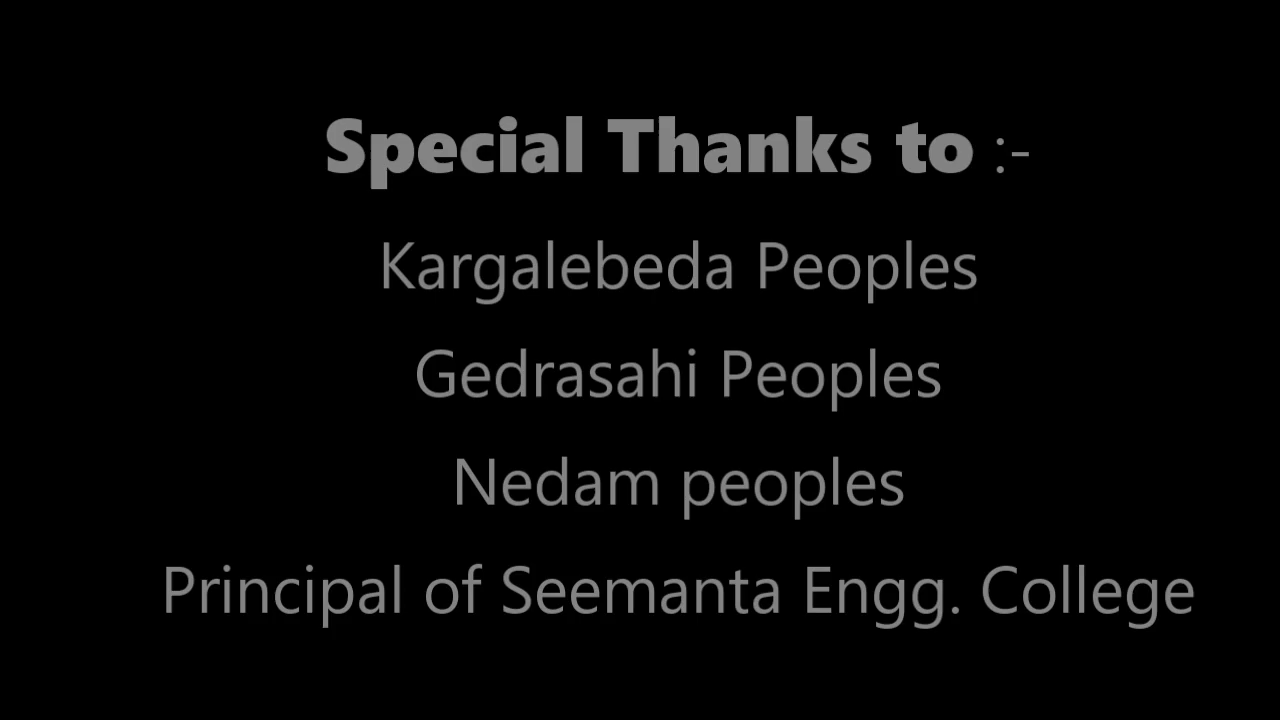 Special Thanks to :-
Kargalebeda Peoples
Gedrasahi Peoples
Nedam peoples
Principal of Seemanta Engg. College